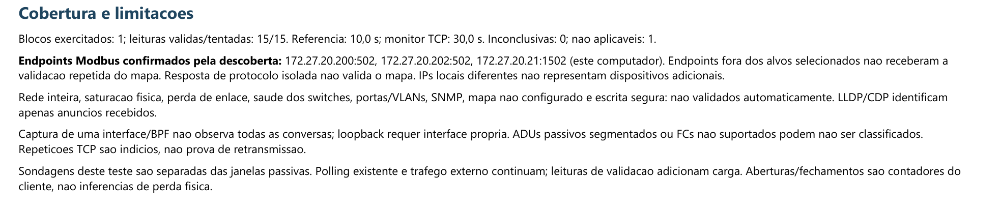 Cobertura e limitacoes
Blocos exercitados: 1; leituras validas/tentadas: 15/15. Referencia: 10,0 s; monitor TCP: 30,0 s. Inconclusivas: 0; nao aplicaveis: 1.
Endpoints Modbus confirmados pela descoberta: 172.27.20.200:502, 172.27.20.202:502, 172.27.20.21:1502 (este computador). Endpoints fora dos alvos selecionados nao receberam a
validacao repetida do mapa. Resposta de protocolo isolada nao valida o mapa. IPs locais diferentes nao representam dispositivos adicionais.
Rede inteira, saturacao fisica, perda de enlace, saude dos switches, portas/VLANs, SNMP, mapa nao configurado e escrita segura: nao validados automaticamente. LLDP/CDP identificam
apenas anuncios recebidos.
Captura de uma interface/BPF nao observa todas as conversas; loopback requer interface propria. ADUs passivos segmentados ou FCs nao suportados podem nao ser classificados.
Repeticoes TCP sao indicios, nao prova de retransmissao.
Sondagens deste teste sao separadas das janelas passivas. Polling existente e trafego externo continuam; leituras de validacao adicionam carga. Aberturas/fechamentos sao contadores do
cliente, nao inferencias de perda fisica.